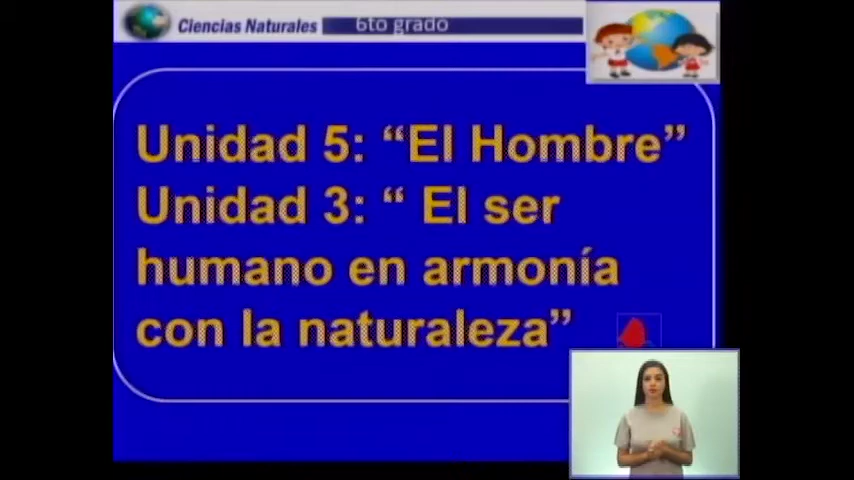 Ciencias Naturales 6to grado
Unidad 5: “El Hombre”
Unidad 3: “ El ser
humano en armonía
con la naturaleza”